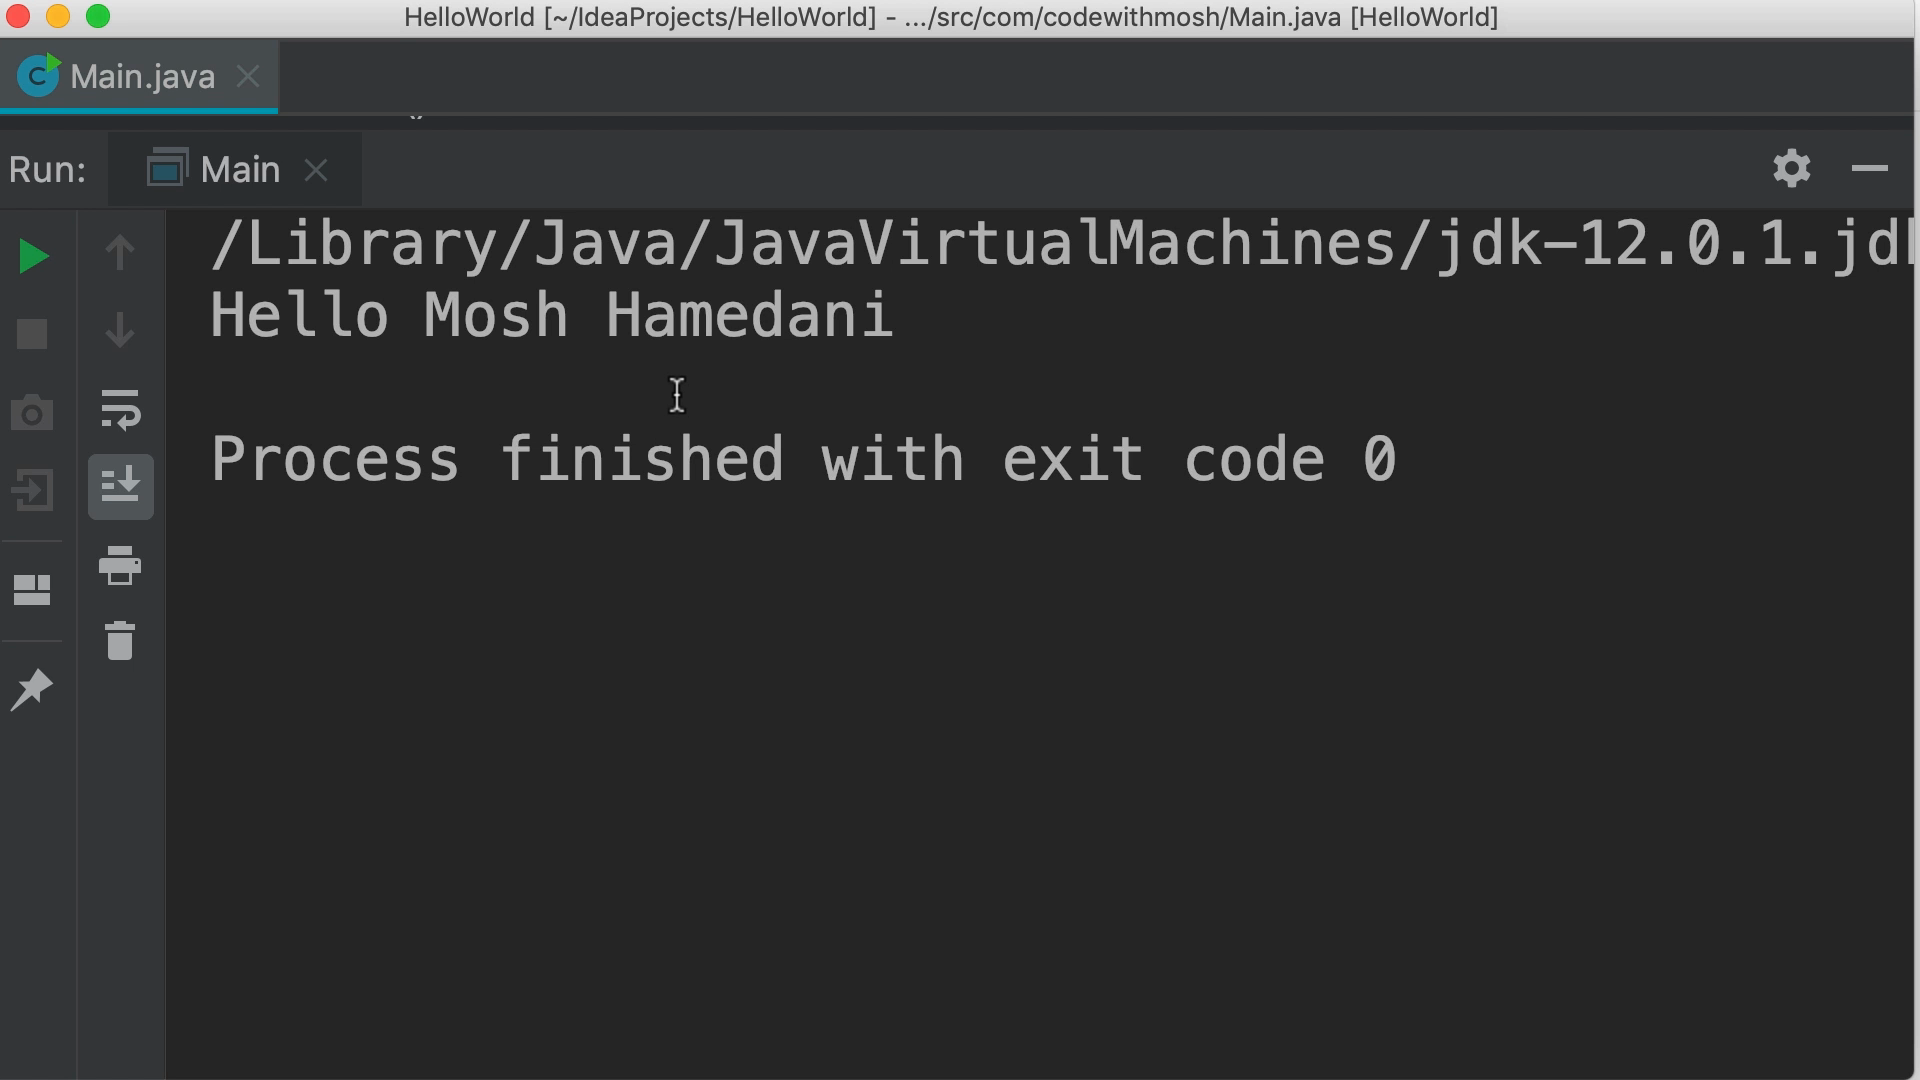 HelloWorld [~/IdeaProjects/HelloWorld] - .../src/com/codewithmosh/Main.java [HelloWorld]
Main.java
Run: Main
/Library/Java/JavaVirtualMachines/jdk-12.0.1.jd
Hello Mosh Hamedani
Process finished with exit code 0